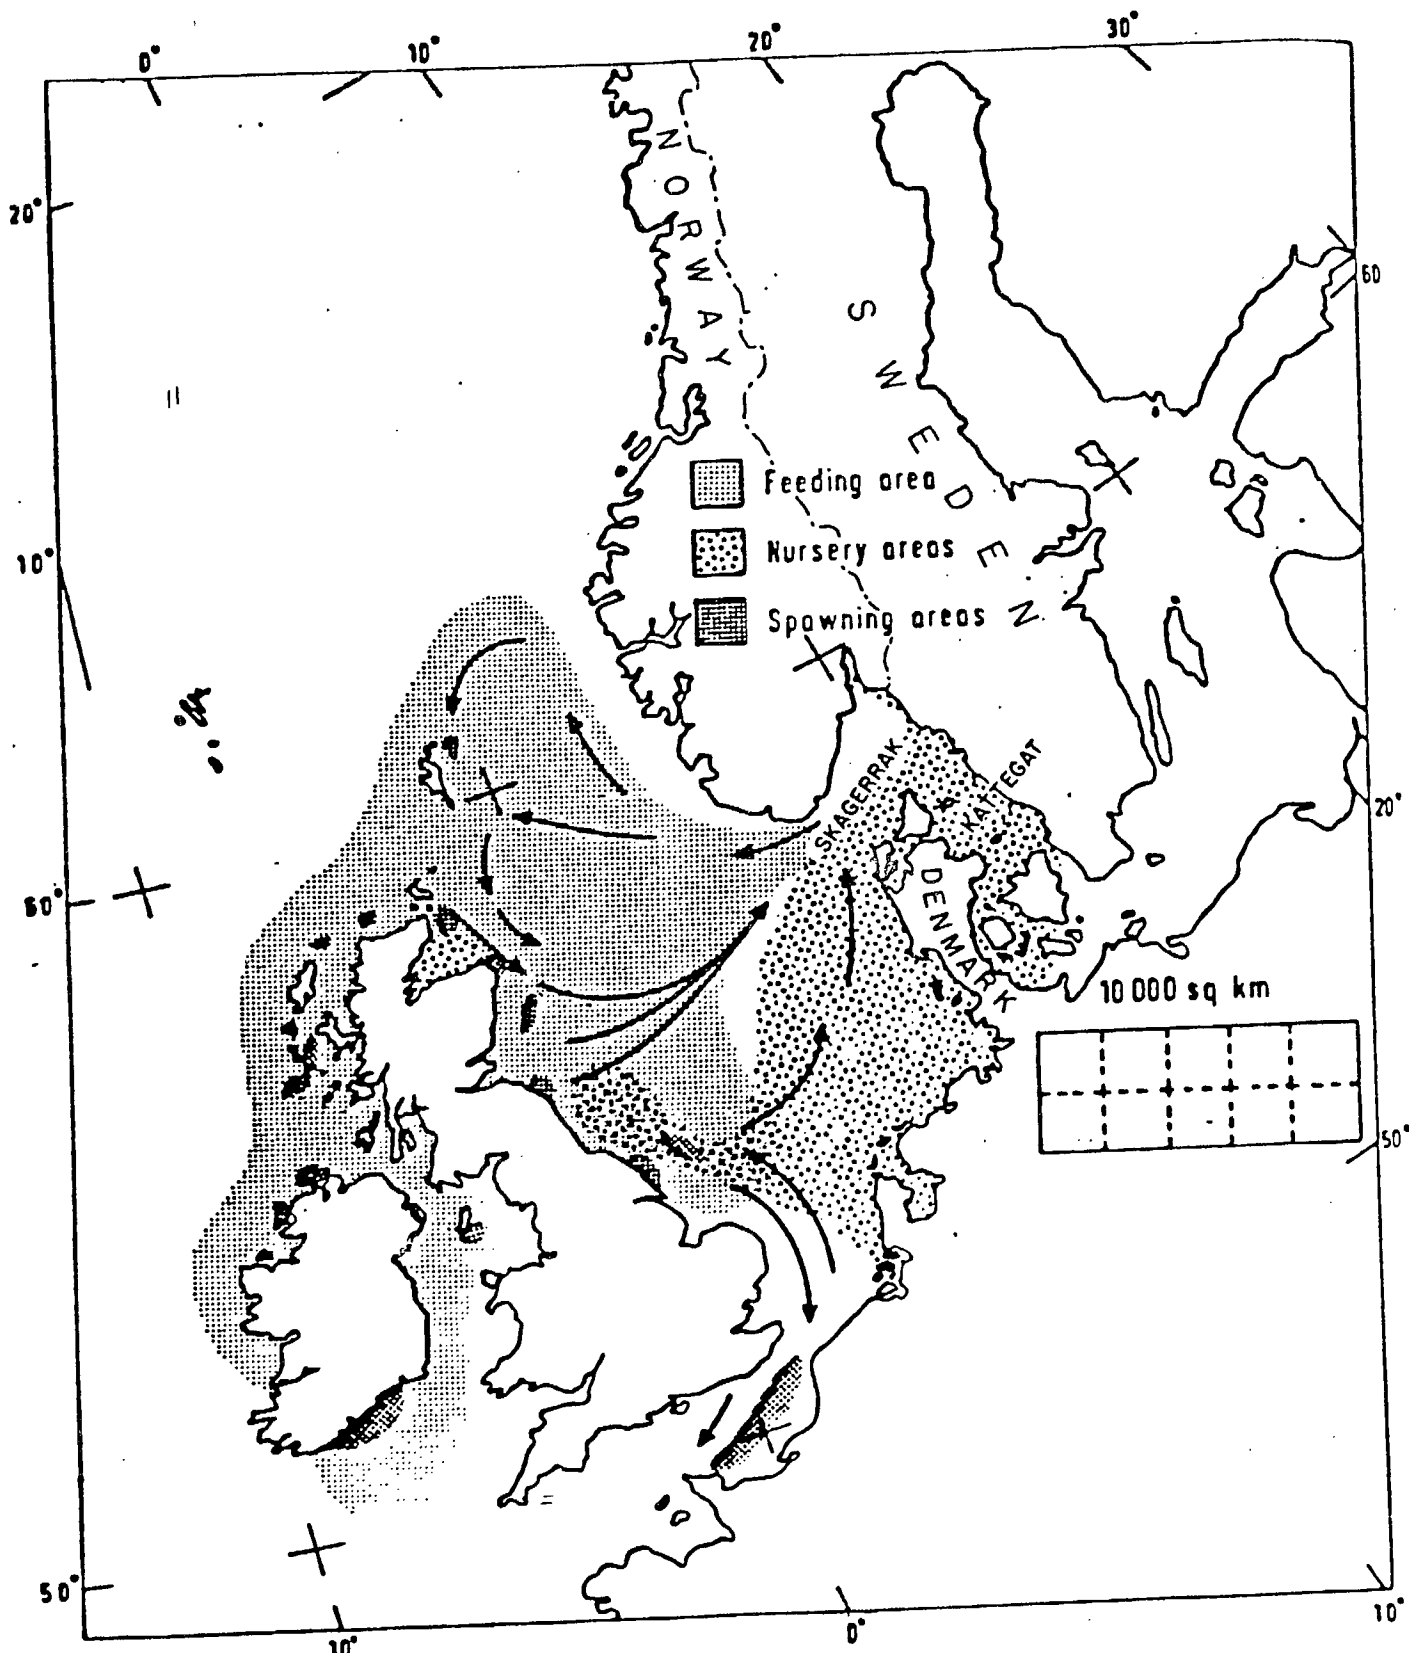 0° 10° 20° 30°
20°
NORWAY
SWEDEN
60
Feeding area
10°
Nursery areas
Spawning areas
SKAGERRAK
KATTEGAT
20°
60°
DENMARK
10 000 sq km
50°
50°
10° 0° 10°